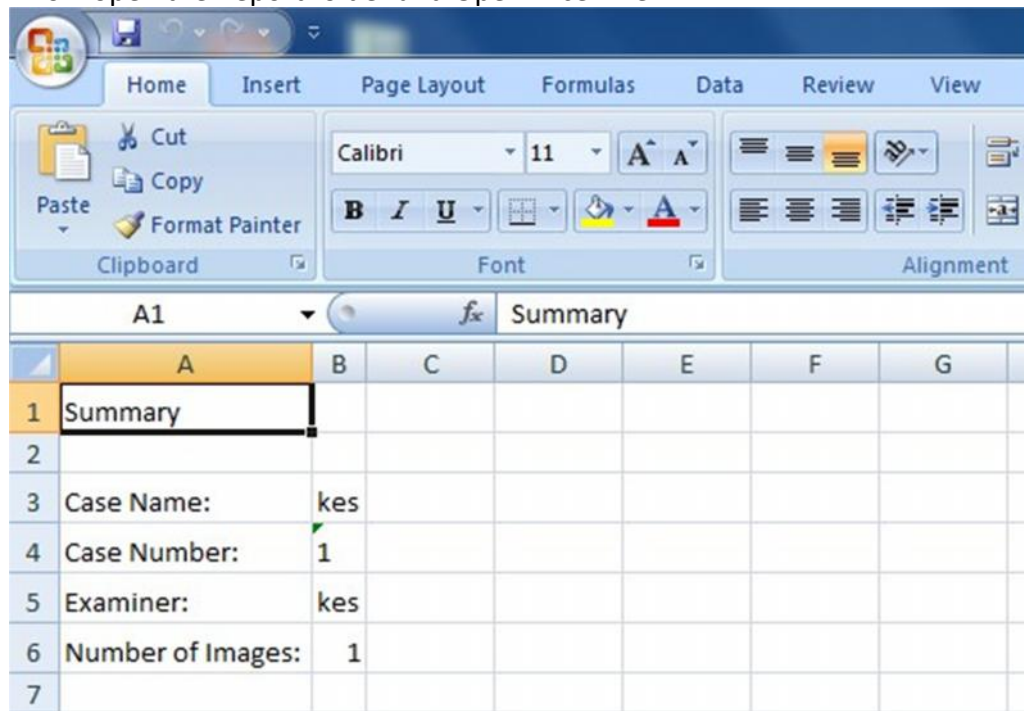 Home Insert Page Layout Formulas Data Review View
Cut
Copy
Paste
Format Painter
Clipboard
Calibri 11 A A
B I U A
Font
Alignment
A1 fx Summary
A B C D E F G
1 Summary
2
3 Case Name: kes
4 Case Number: 1
5 Examiner: kes
6 Number of Images: 1
7